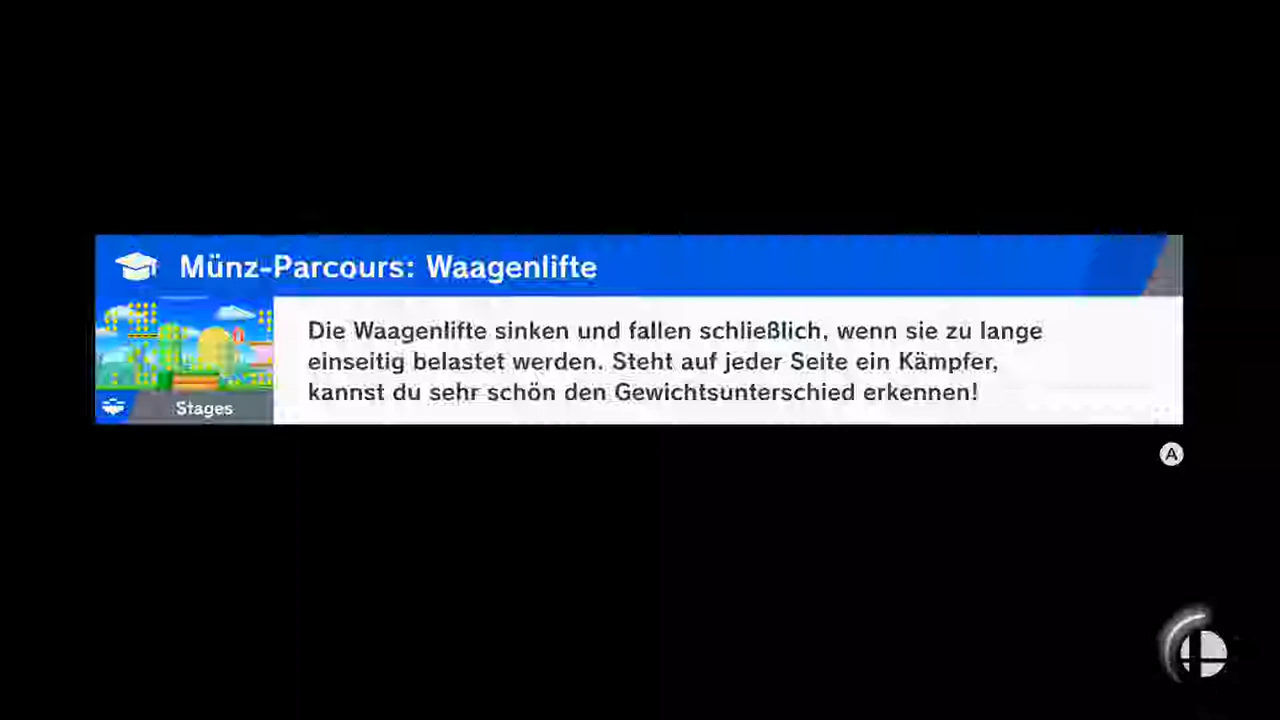 Münz-Parcours: Waagenlifte
Die Waagenlifte sinken und fallen schließlich, wenn sie zu lange
einseitig belastet werden. Steht auf jeder Seite ein Kämpfer,
kannst du sehr schön den Gewichtsunterschied erkennen!
Stages
A